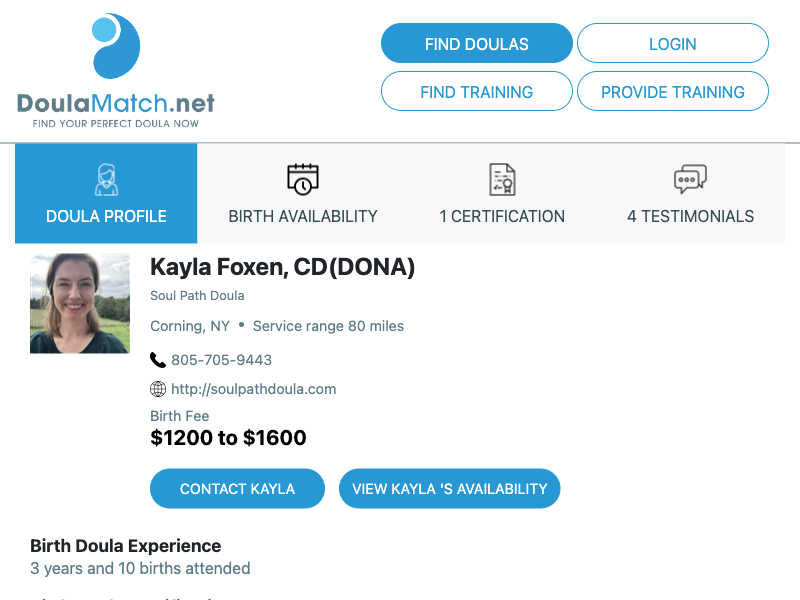 DoulaMatch.net
FIND YOUR PERFECT DOULA NOW
FIND DOULAS
LOGIN
FIND TRAINING
PROVIDE TRAINING
DOULA PROFILE
BIRTH AVAILABILITY
1 CERTIFICATION
4 TESTIMONIALS
Kayla Foxen, CD(DONA)
Soul Path Doula
Corning, NY • Service range 80 miles
805-705-9443
http://soulpathdoula.com
Birth Fee
$1200 to $1600
CONTACT KAYLA
VIEW KAYLA 'S AVAILABILITY
Birth Doula Experience
3 years and 10 births attended